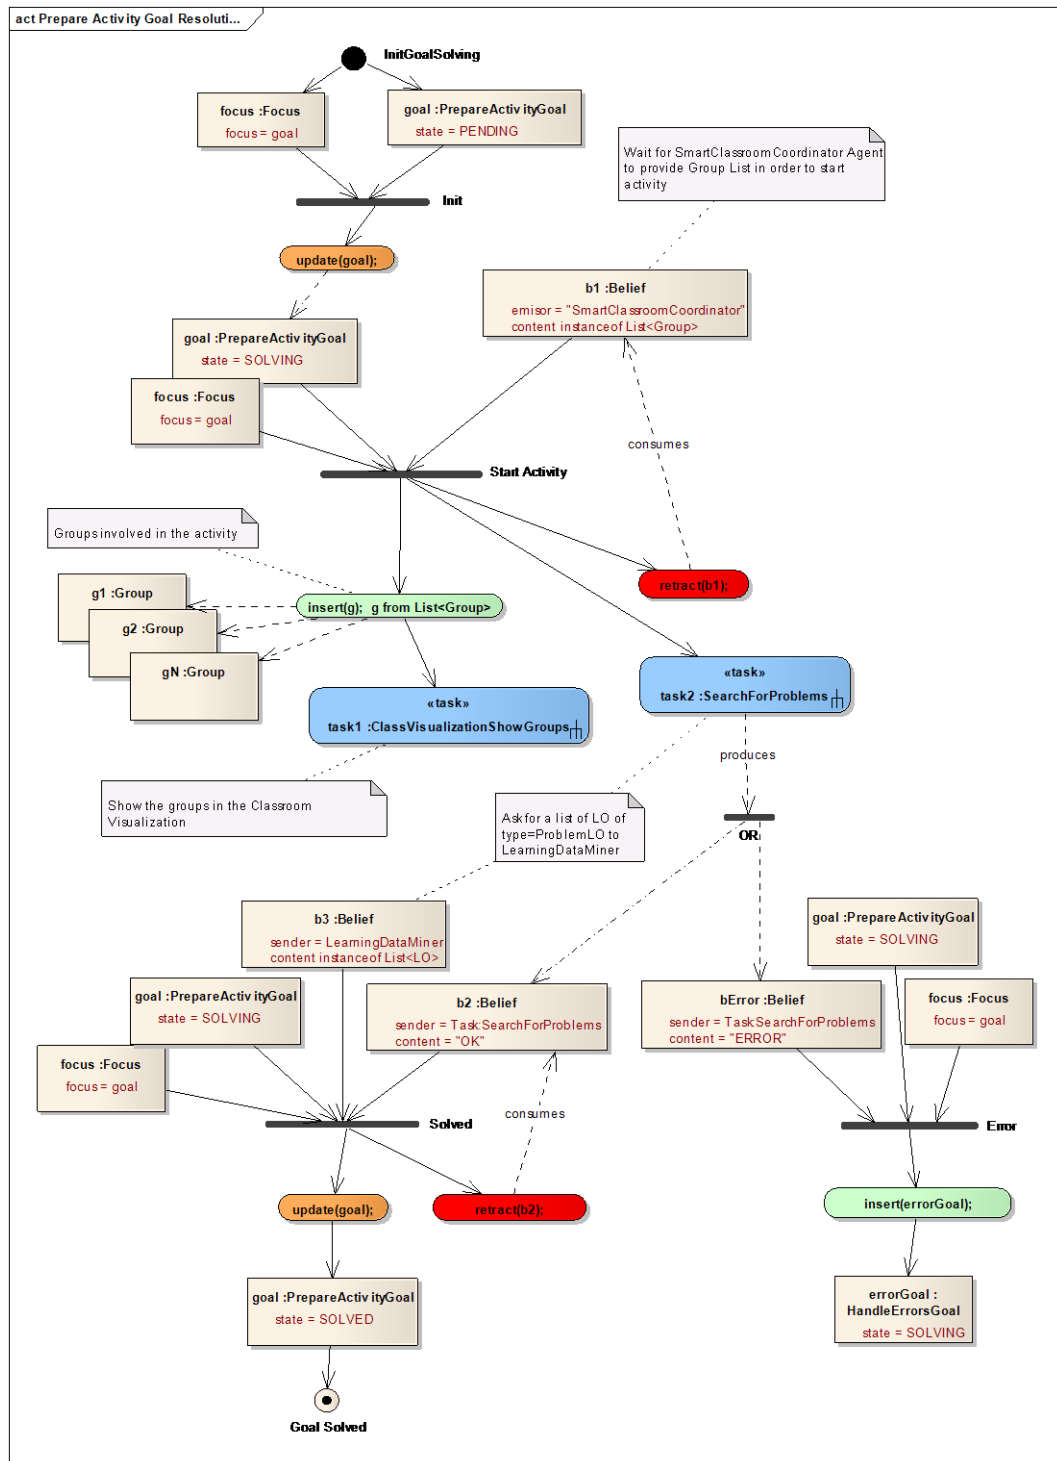 act Prepare Activity Goal Resoluti...
InitGoalSolving
focus :Focus
focus = goal
goal :PrepareActivityGoal
state = PENDING
Wait for SmartClassroomCoordinator Agent
to provide Group List in order to start
activity
Init
update(goal);
b1 :Belief
emisor = "SmartClassroomCoordinator"
content instanceof List<Group>
goal :PrepareActivityGoal
state = SOLVING
focus :Focus
focus = goal
consumes
Start Activity
Groups involved in the activity
retract(b1);
g1 :Group
insert(g);  g from List<Group>
g2 :Group
gN :Group
«task»
task2 :SearchForProblems
«task»
task1 :ClassVisualizationShowGroups
produces
Show the groups in the Classroom
Visualization
Ask for a list of LO of
type=ProblemLO to
LearningDataMiner
OR
b3 :Belief
sender = LearningDataMiner
content instanceof List<LO>
goal :PrepareActivityGoal
state = SOLVING
goal :PrepareActivityGoal
state = SOLVING
b2 :Belief
sender = Task:SearchForProblems
content = "OK"
bError :Belief
sender = Task:SearchForProblems
content = "ERROR"
focus :Focus
focus = goal
focus :Focus
focus = goal
consumes
Solved
Error
update(goal);
retract(b2);
insert(errorGoal);
goal :PrepareActivityGoal
state = SOLVED
errorGoal :
HandleErrorsGoal
state = SOLVING
Goal Solved